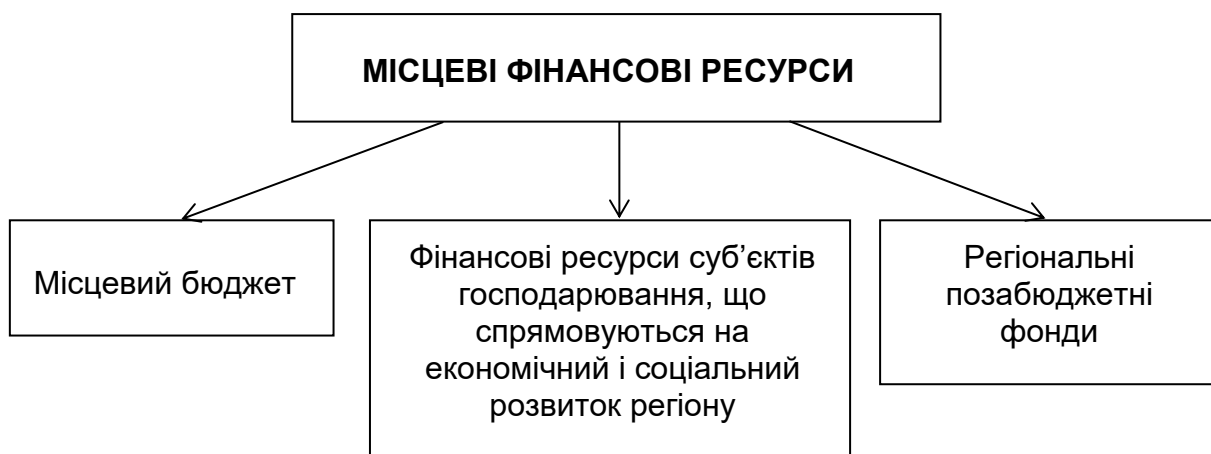 МІСЦЕВІ ФІНАНСОВІ РЕСУРСИ
Місцевий бюджет
Фінансові ресурси суб’єктів
господарювання, що
спрямовуються на
економічний і соціальний
розвиток регіону
Регіональні
позабюджетні
фонди